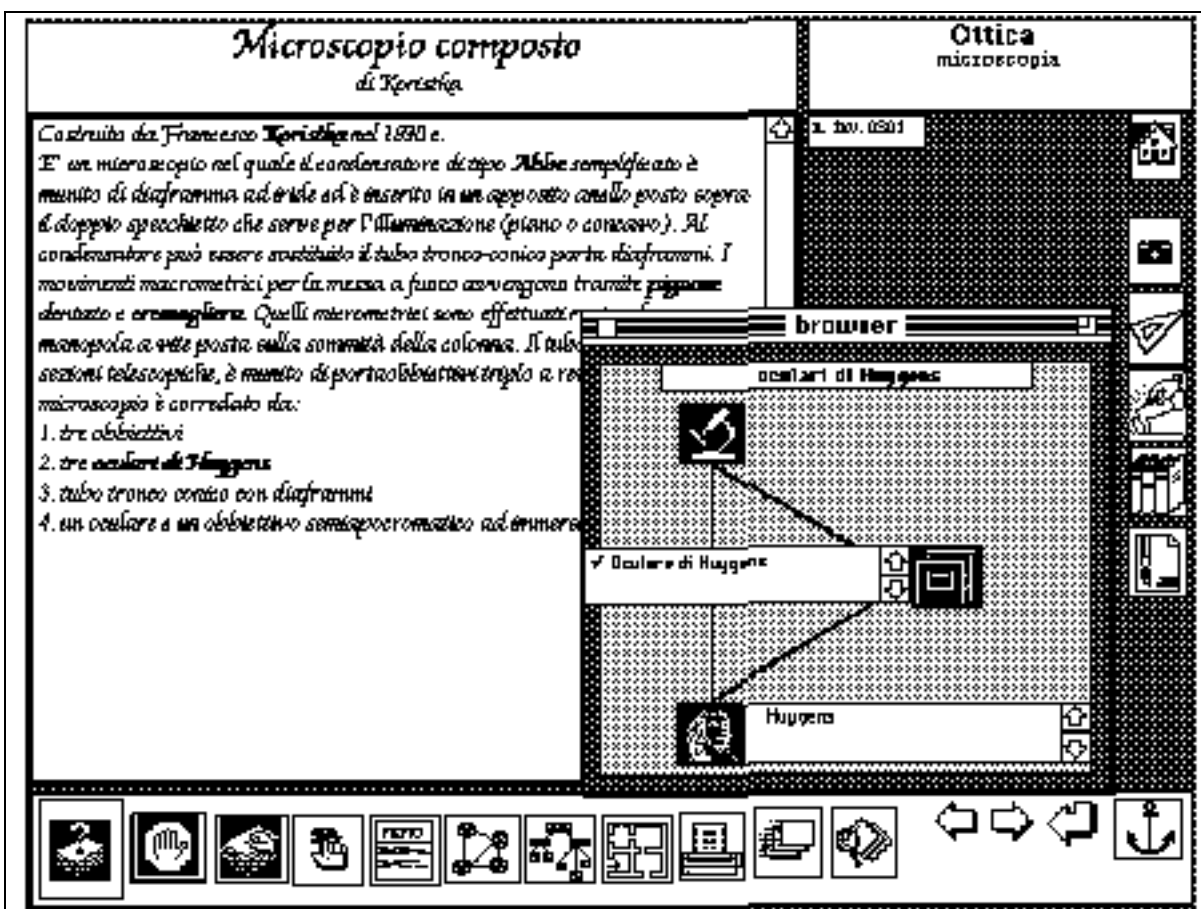 Microscopio composto
di Koristka
Ottica
microscopia
n. Inv. 0301
Costruito da Francesco Koristka nel 1890 c.
E' un microscopio nel quale il condensatore di tipo Abbe semplificato è
munito di diaframma ad iride ed è inserito in un apposito anello posto sopra
il doppio specchietto che serve per l'illuminazione (piano o concavo). Al
condensatore può essere sostituito il tubo tronco-conico porta diaframmi. I
movimenti macrometrici per la messa a fuoco avvengono tramite pignone
dentato e cremagliera. Quelli micrometrici sono effettuati
manopola a vite posta sulla sommità della colonna. Il tubo
sezioni telescopiche, è munito di portaobbiettivi triplo a
microscopio è corredato da:
1. tre obbiettivi
2. tre oculari di Huygens
3. tubo tronco conico con diaframmi
4. un oculare e un obbiettivo semiapocromatico ad
browser
oculari di Huygens
√ Oculare di Huygens
Huygens